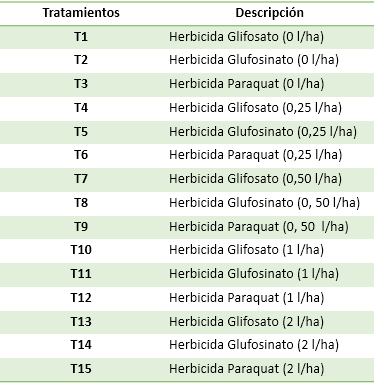 Tratamientos Descripción
T1 Herbicida Glifosato (0 l/ha)
T2 Herbicida Glufosinato (0 l/ha)
T3 Herbicida Paraquat (0 l/ha)
T4 Herbicida Glifosato (0,25 l/ha)
T5 Herbicida Glufosinato (0,25 l/ha)
T6 Herbicida Paraquat (0,25 l/ha)
T7 Herbicida Glifosato (0,50 l/ha)
T8 Herbicida Glufosinato (0, 50 l/ha)
T9 Herbicida Paraquat (0, 50 l/ha)
T10 Herbicida Glifosato (1 l/ha)
T11 Herbicida Glufosinato (1 l/ha)
T12 Herbicida Paraquat (1 l/ha)
T13 Herbicida Glifosato (2 l/ha)
T14 Herbicida Glufosinato (2 l/ha)
T15 Herbicida Paraquat (2 l/ha)